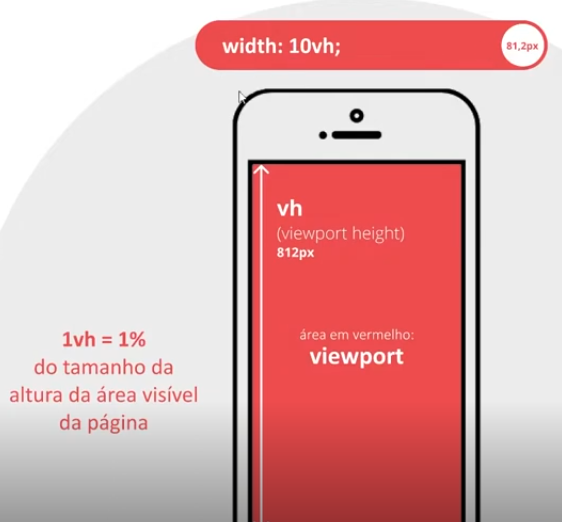 width: 10vh;
81,2px
vh
(viewport height)
812px
área em vermelho:
viewport
1vh = 1%
do tamanho da
altura da área visível
da página